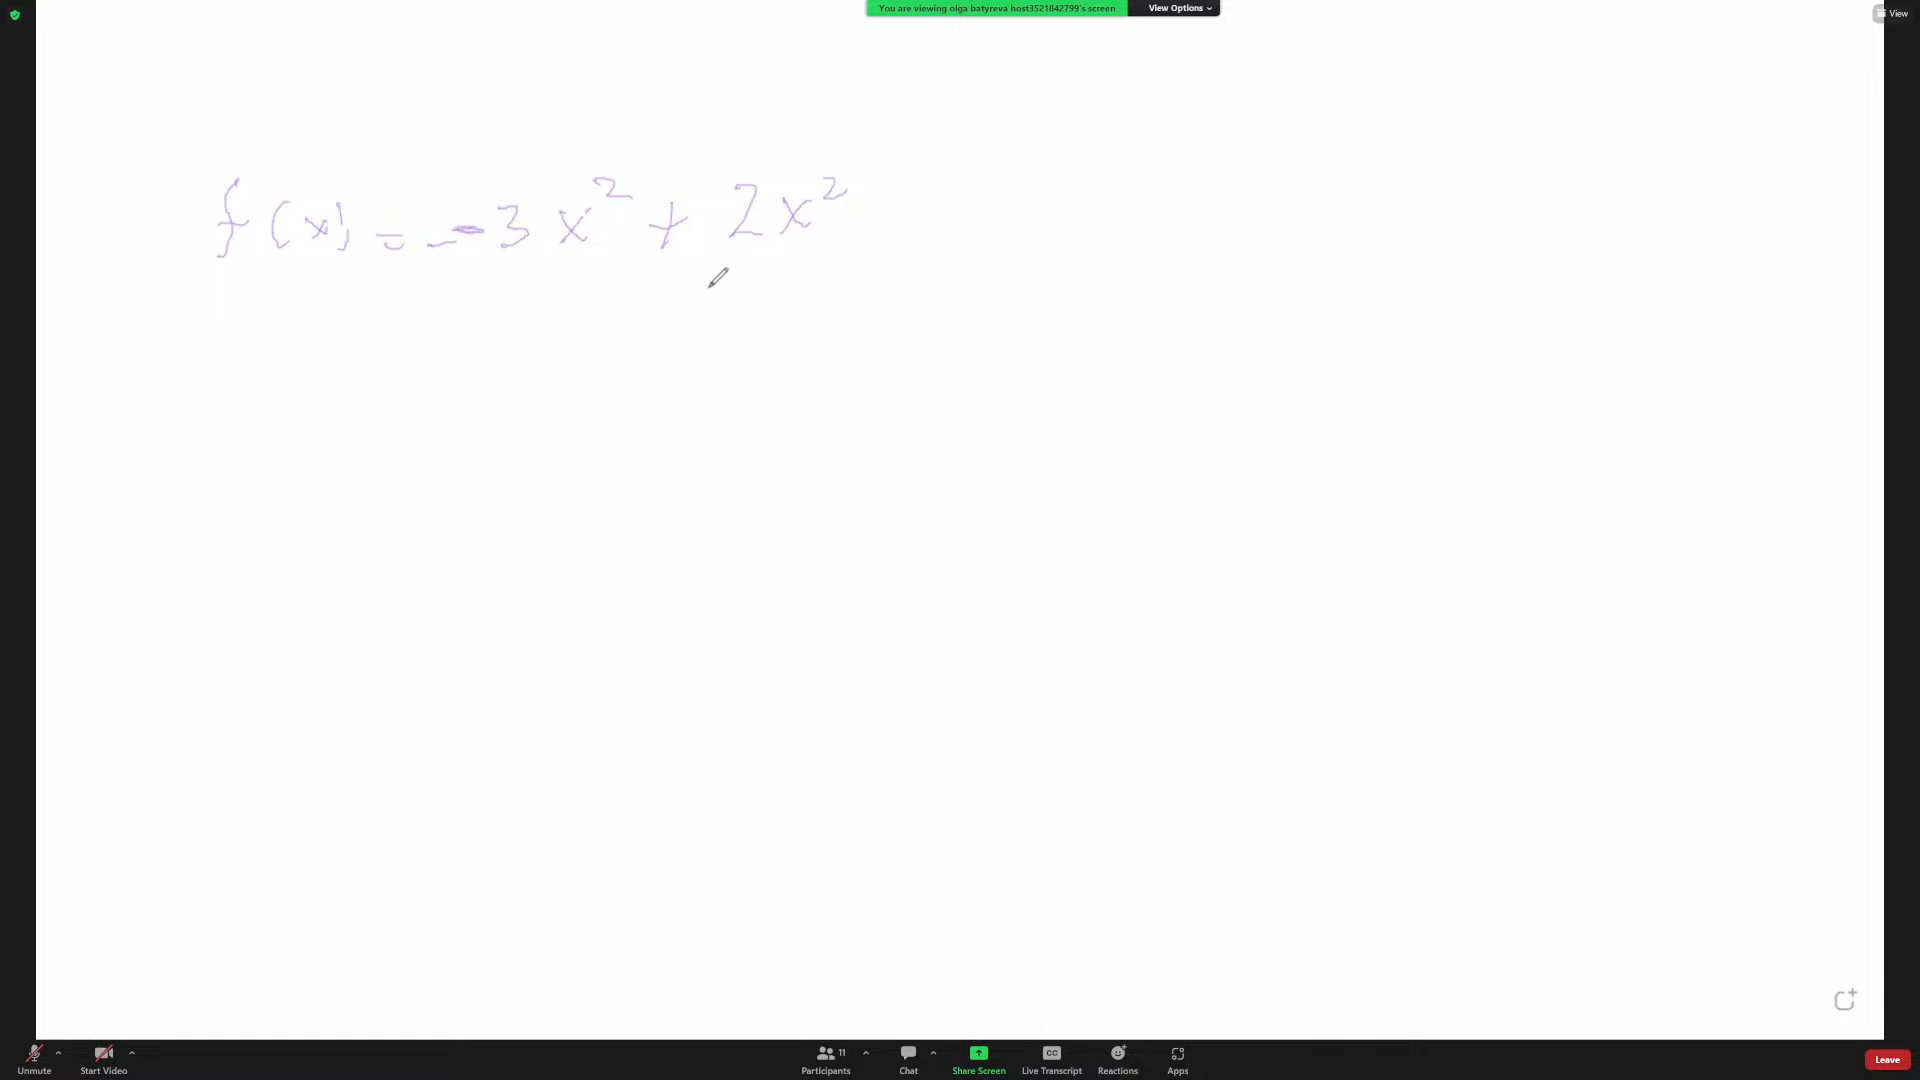 You are viewing olga batyreva host3521842799's screen View Options
View
f(x) = -3x² + 2x²
Unmute Start Video Participants 11 Chat Share Screen CC Live Transcript Reactions Apps Leave